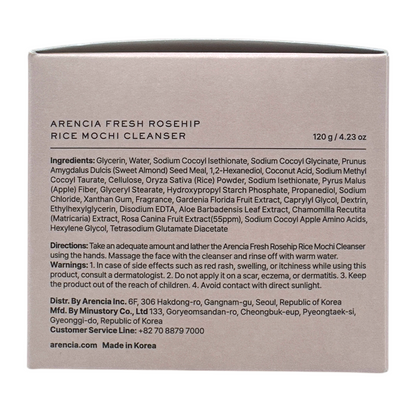 ARENCIA FRESH ROSEHIP
RICE MOCHI CLEANSER
120 g / 4.23 oz
Ingredients: Glycerin, Water, Sodium Cocoyl Isethionate, Sodium Cocoyl Glycinate, Prunus
Amygdalus Dulcis (Sweet Almond) Seed Meal, 1,2-Hexanediol, Coconut Acid, Sodium Methyl
Cocoyl Taurate, Cellulose, Oryza Sativa (Rice) Powder, Sodium Isethionate, Pyrus Malus
(Apple) Fiber, Glyceryl Stearate, Hydroxypropyl Starch Phosphate, Propanediol, Sodium
Chloride, Xanthan Gum, Fragrance, Gardenia Florida Fruit Extract, Caprylyl Glycol, Dextrin,
Ethylhexylglycerin, Disodium EDTA, Aloe Barbadensis Leaf Extract, Chamomilla Recutita
(Matricaria) Extract, Rosa Canina Fruit Extract(55ppm), Sodium Cocoyl Apple Amino Acids,
Hexylene Glycol, Tetrasodium Glutamate Diacetate
Directions: Take an adequate amount and lather the Arencia Fresh Rosehip Rice Mochi Cleanser
using the hands. Massage the face with the cleanser and rinse off with warm water.
Warnings: 1. In case of side effects such as red rash, swelling, or itchiness while using this
product, consult a dermatologist. 2. Do not apply it on a scar, eczema, or dermatitis. 3. Keep
the product out of the reach of children. 4. Avoid contact with direct sunlight.
Distr. By Arencia Inc. 6F, 306 Hakdong-ro, Gangnam-gu, Seoul, Republic of Korea
Mfd. By Minustory Co., Ltd 133, Goryeomsandan-ro, Cheongbuk-eup, Pyeongtaek-si,
Gyeonggi-do, Republic of Korea
Customer Service Line: +82 70 8879 7000
arencia.com Made in Korea